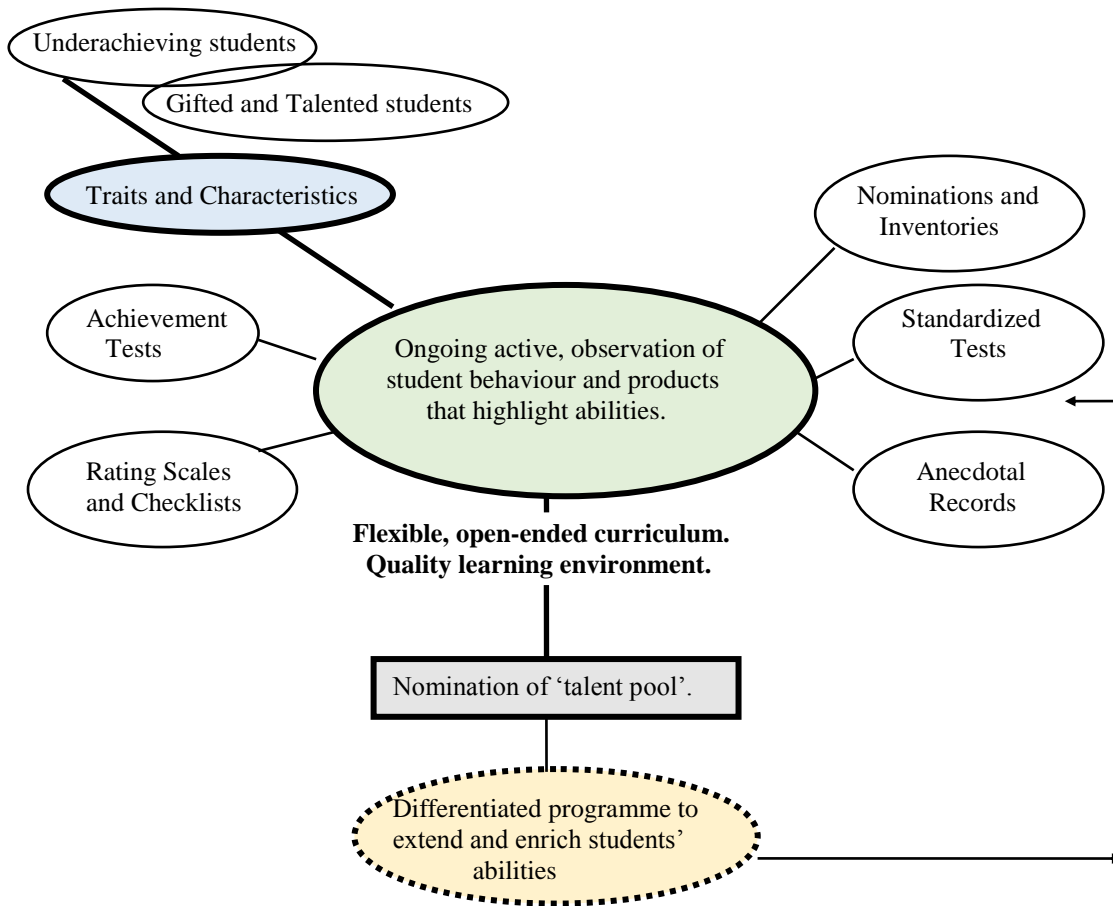 Underachieving students
Gifted and Talented students
Traits and Characteristics
Nominations and
Inventories
Achievement
Tests
Standardized
Tests
Ongoing active, observation of
student behaviour and products
that highlight abilities.
Rating Scales
and Checklists
Anecdotal
Records
Flexible, open-ended curriculum.
Quality learning environment.
Nomination of ‘talent pool’.
Differentiated programme to
extend and enrich students’
abilities